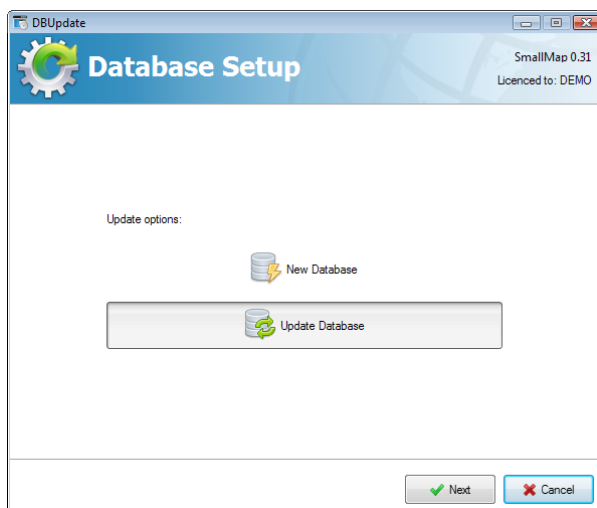 DBUpdate
Database Setup
SmallMap 0.31
Licenced to: DEMO
Update options:
New Database
Update Database
Next
Cancel